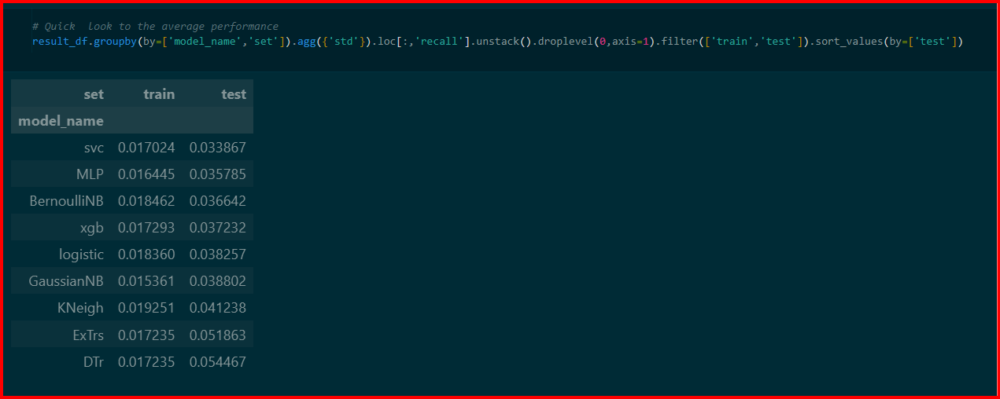 # Quick  look to the average performance
result_df.groupby(by=['model_name','set']).agg({'std'}).loc[:,'recall'].unstack().droplevel(0,axis=1).filter(['train','test']).sort_values(by=['test'])
set train test
model_name
svc 0.017024 0.033867
MLP 0.016445 0.035785
BernoulliNB 0.018462 0.036642
xgb 0.017293 0.037232
logistic 0.018360 0.038257
GaussianNB 0.015361 0.038802
KNeigh 0.019251 0.041238
ExTrs 0.017235 0.051863
DTr 0.017235 0.054467